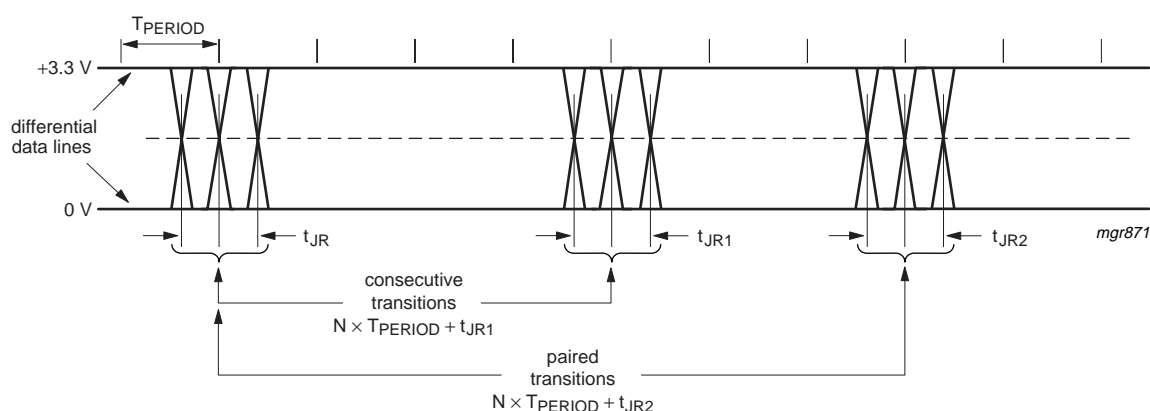 TPERIOD
+3.3 V
differential
data lines
0 V
tJR
tJR1
tJR2
mgr871
consecutive
transitions
N × TPERIOD + tJR1
paired
transitions
N × TPERIOD + tJR2